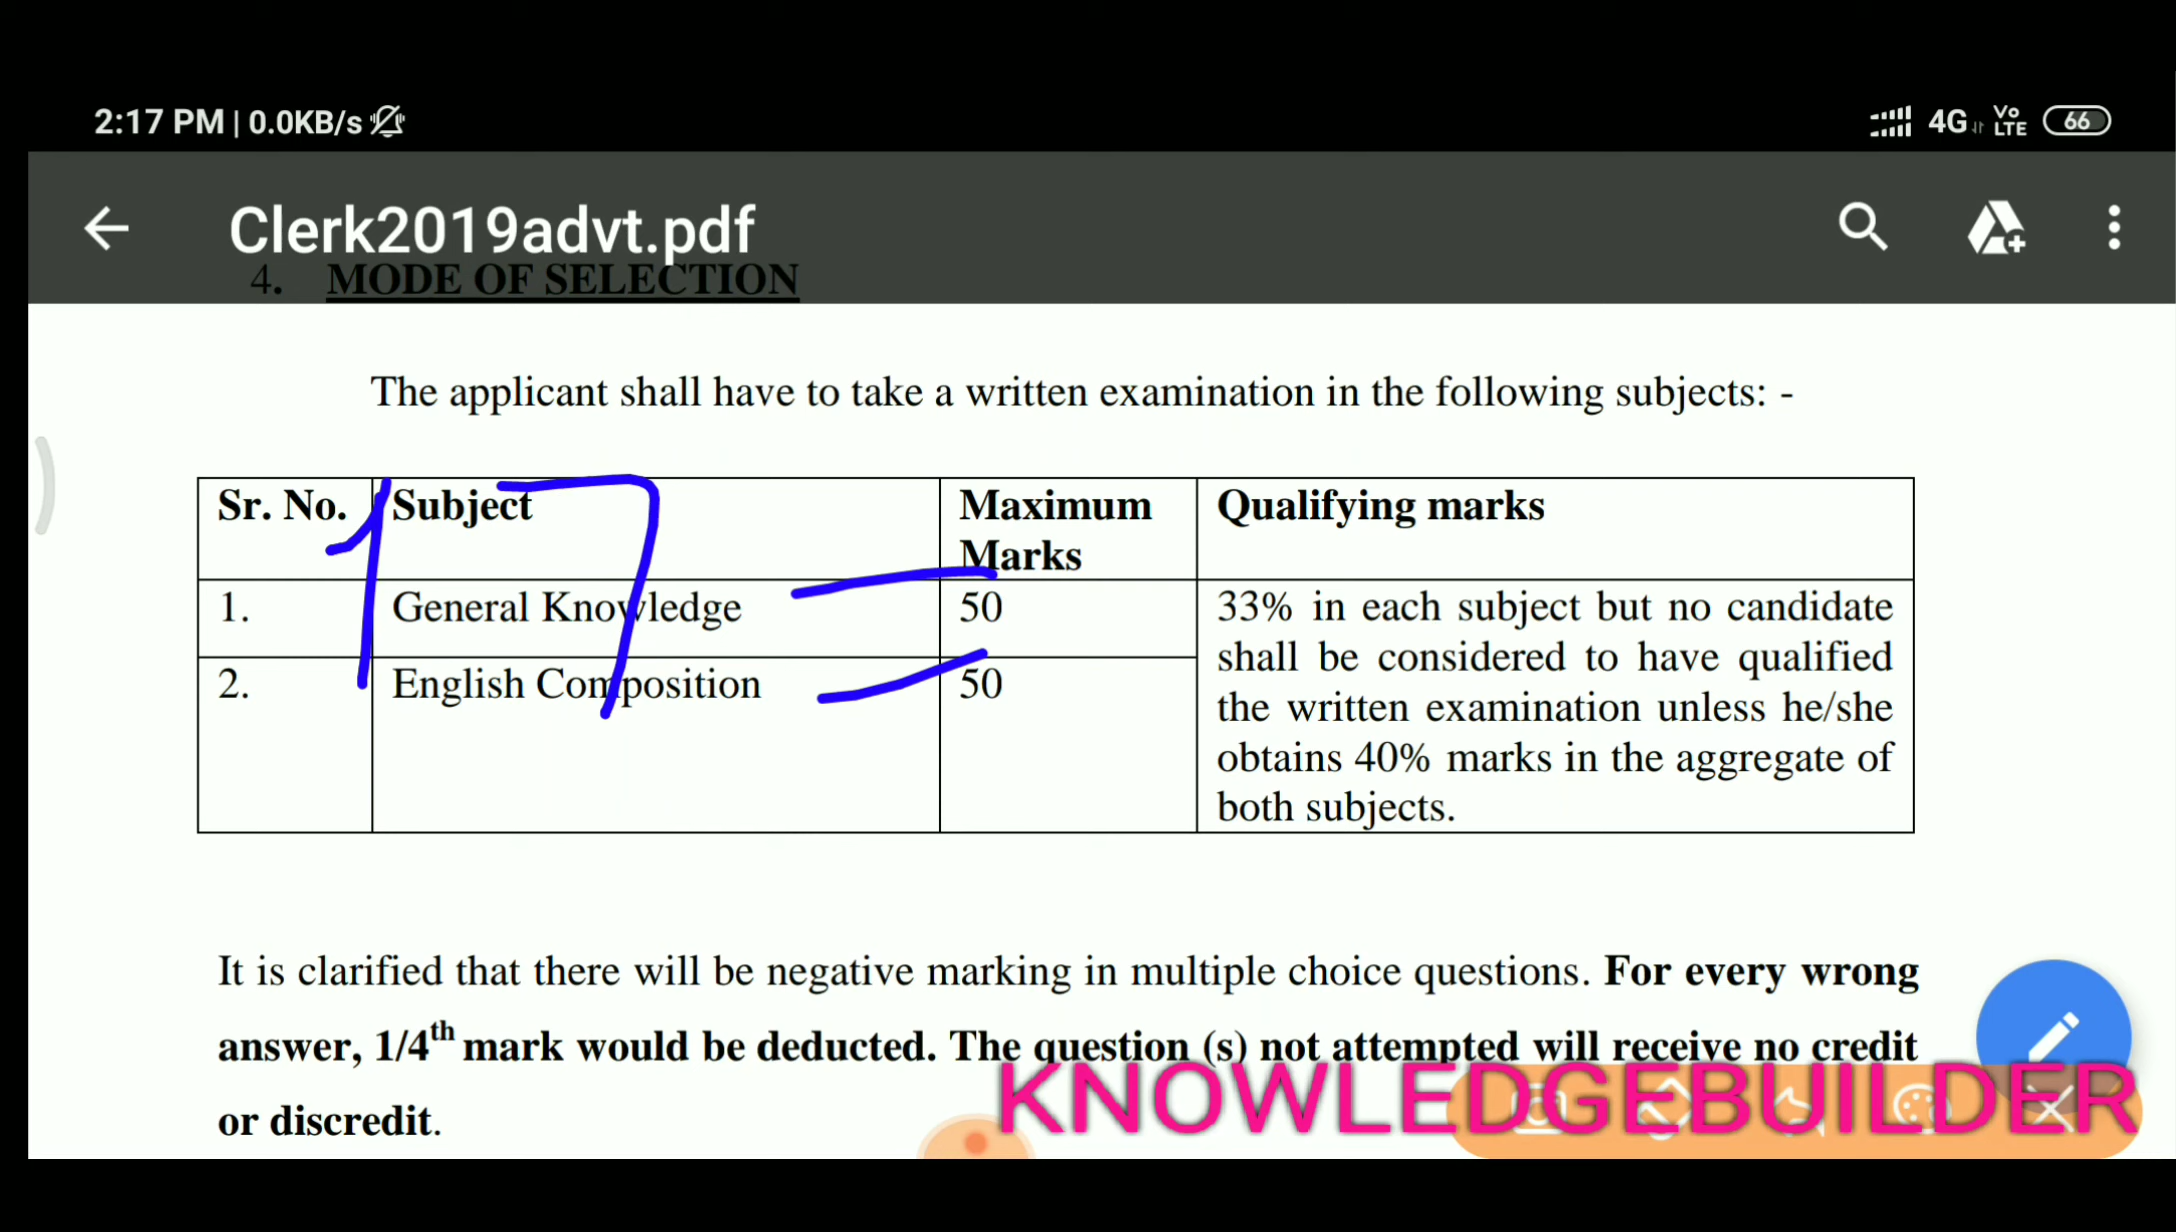 2:17 PM | 0.0KB/s
4G Vo LTE 66
Clerk2019advt.pdf
4. MODE OF SELECTION
The applicant shall have to take a written examination in the following subjects: -
Sr. No. Subject Maximum Marks Qualifying marks
1. General Knowledge 50 33% in each subject but no candidate
shall be considered to have qualified
2. English Composition 50
the written examination unless he/she
obtains 40% marks in the aggregate of
both subjects.
It is clarified that there will be negative marking in multiple choice questions. For every wrong
answer, 1/4th mark would be deducted. The question (s) not attempted will receive no credit
or discredit.
KNOWLEDGEBUILDER
17